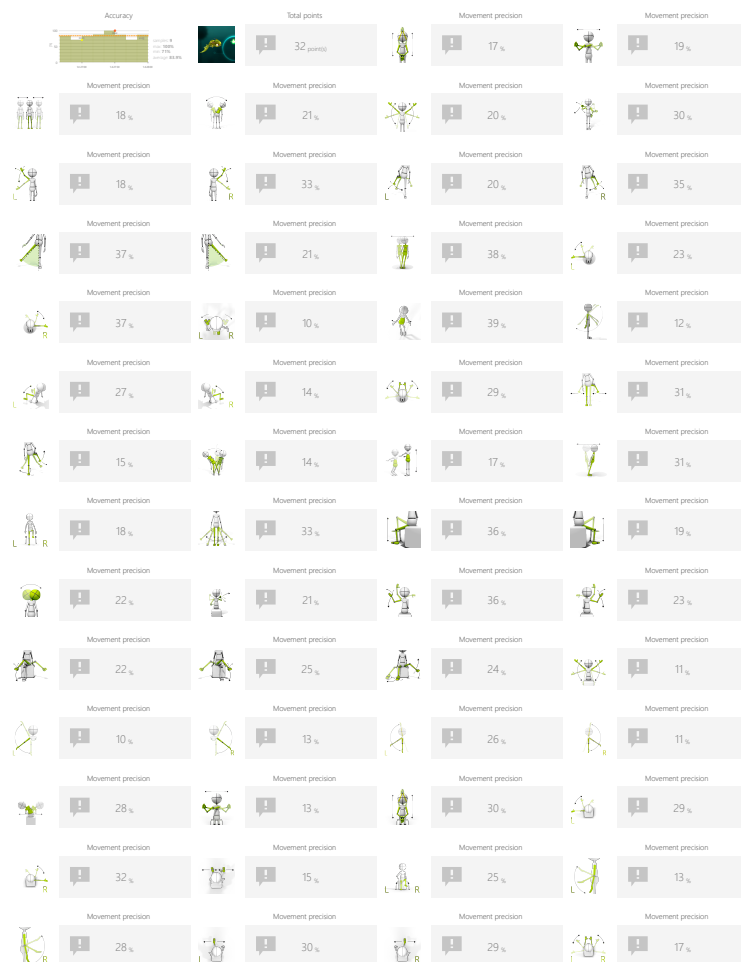 Accuracy
Total points
Movement precision
Movement precision
32 point(s)
17 %
19 %
Movement precision
Movement precision
Movement precision
Movement precision
18 %
21 %
20 %
30 %
Movement precision
Movement precision
Movement precision
Movement precision
L
18 %
R
33 %
L
20 %
R
35 %
Movement precision
Movement precision
Movement precision
Movement precision
37 %
21 %
38 %
L
23 %
Movement precision
Movement precision
Movement precision
Movement precision
R
37 %
L R
10 %
39 %
12 %
Movement precision
Movement precision
Movement precision
Movement precision
L
27 %
R
14 %
29 %
31 %
Movement precision
Movement precision
Movement precision
Movement precision
15 %
14 %
17 %
31 %
Movement precision
Movement precision
Movement precision
Movement precision
L R
18 %
33 %
36 %
19 %
Movement precision
Movement precision
Movement precision
Movement precision
22 %
21 %
36 %
23 %
Movement precision
Movement precision
Movement precision
Movement precision
22 %
25 %
24 %
11 %
Movement precision
Movement precision
Movement precision
Movement precision
L
10 %
R
13 %
L
26 %
R
11 %
Movement precision
Movement precision
Movement precision
Movement precision
28 %
13 %
30 %
L
29 %
Movement precision
Movement precision
Movement precision
Movement precision
R
32 %
15 %
L R
25 %
L
13 %
Movement precision
Movement precision
Movement precision
Movement precision
R
28 %
L
30 %
R
29 %
L R
17 %